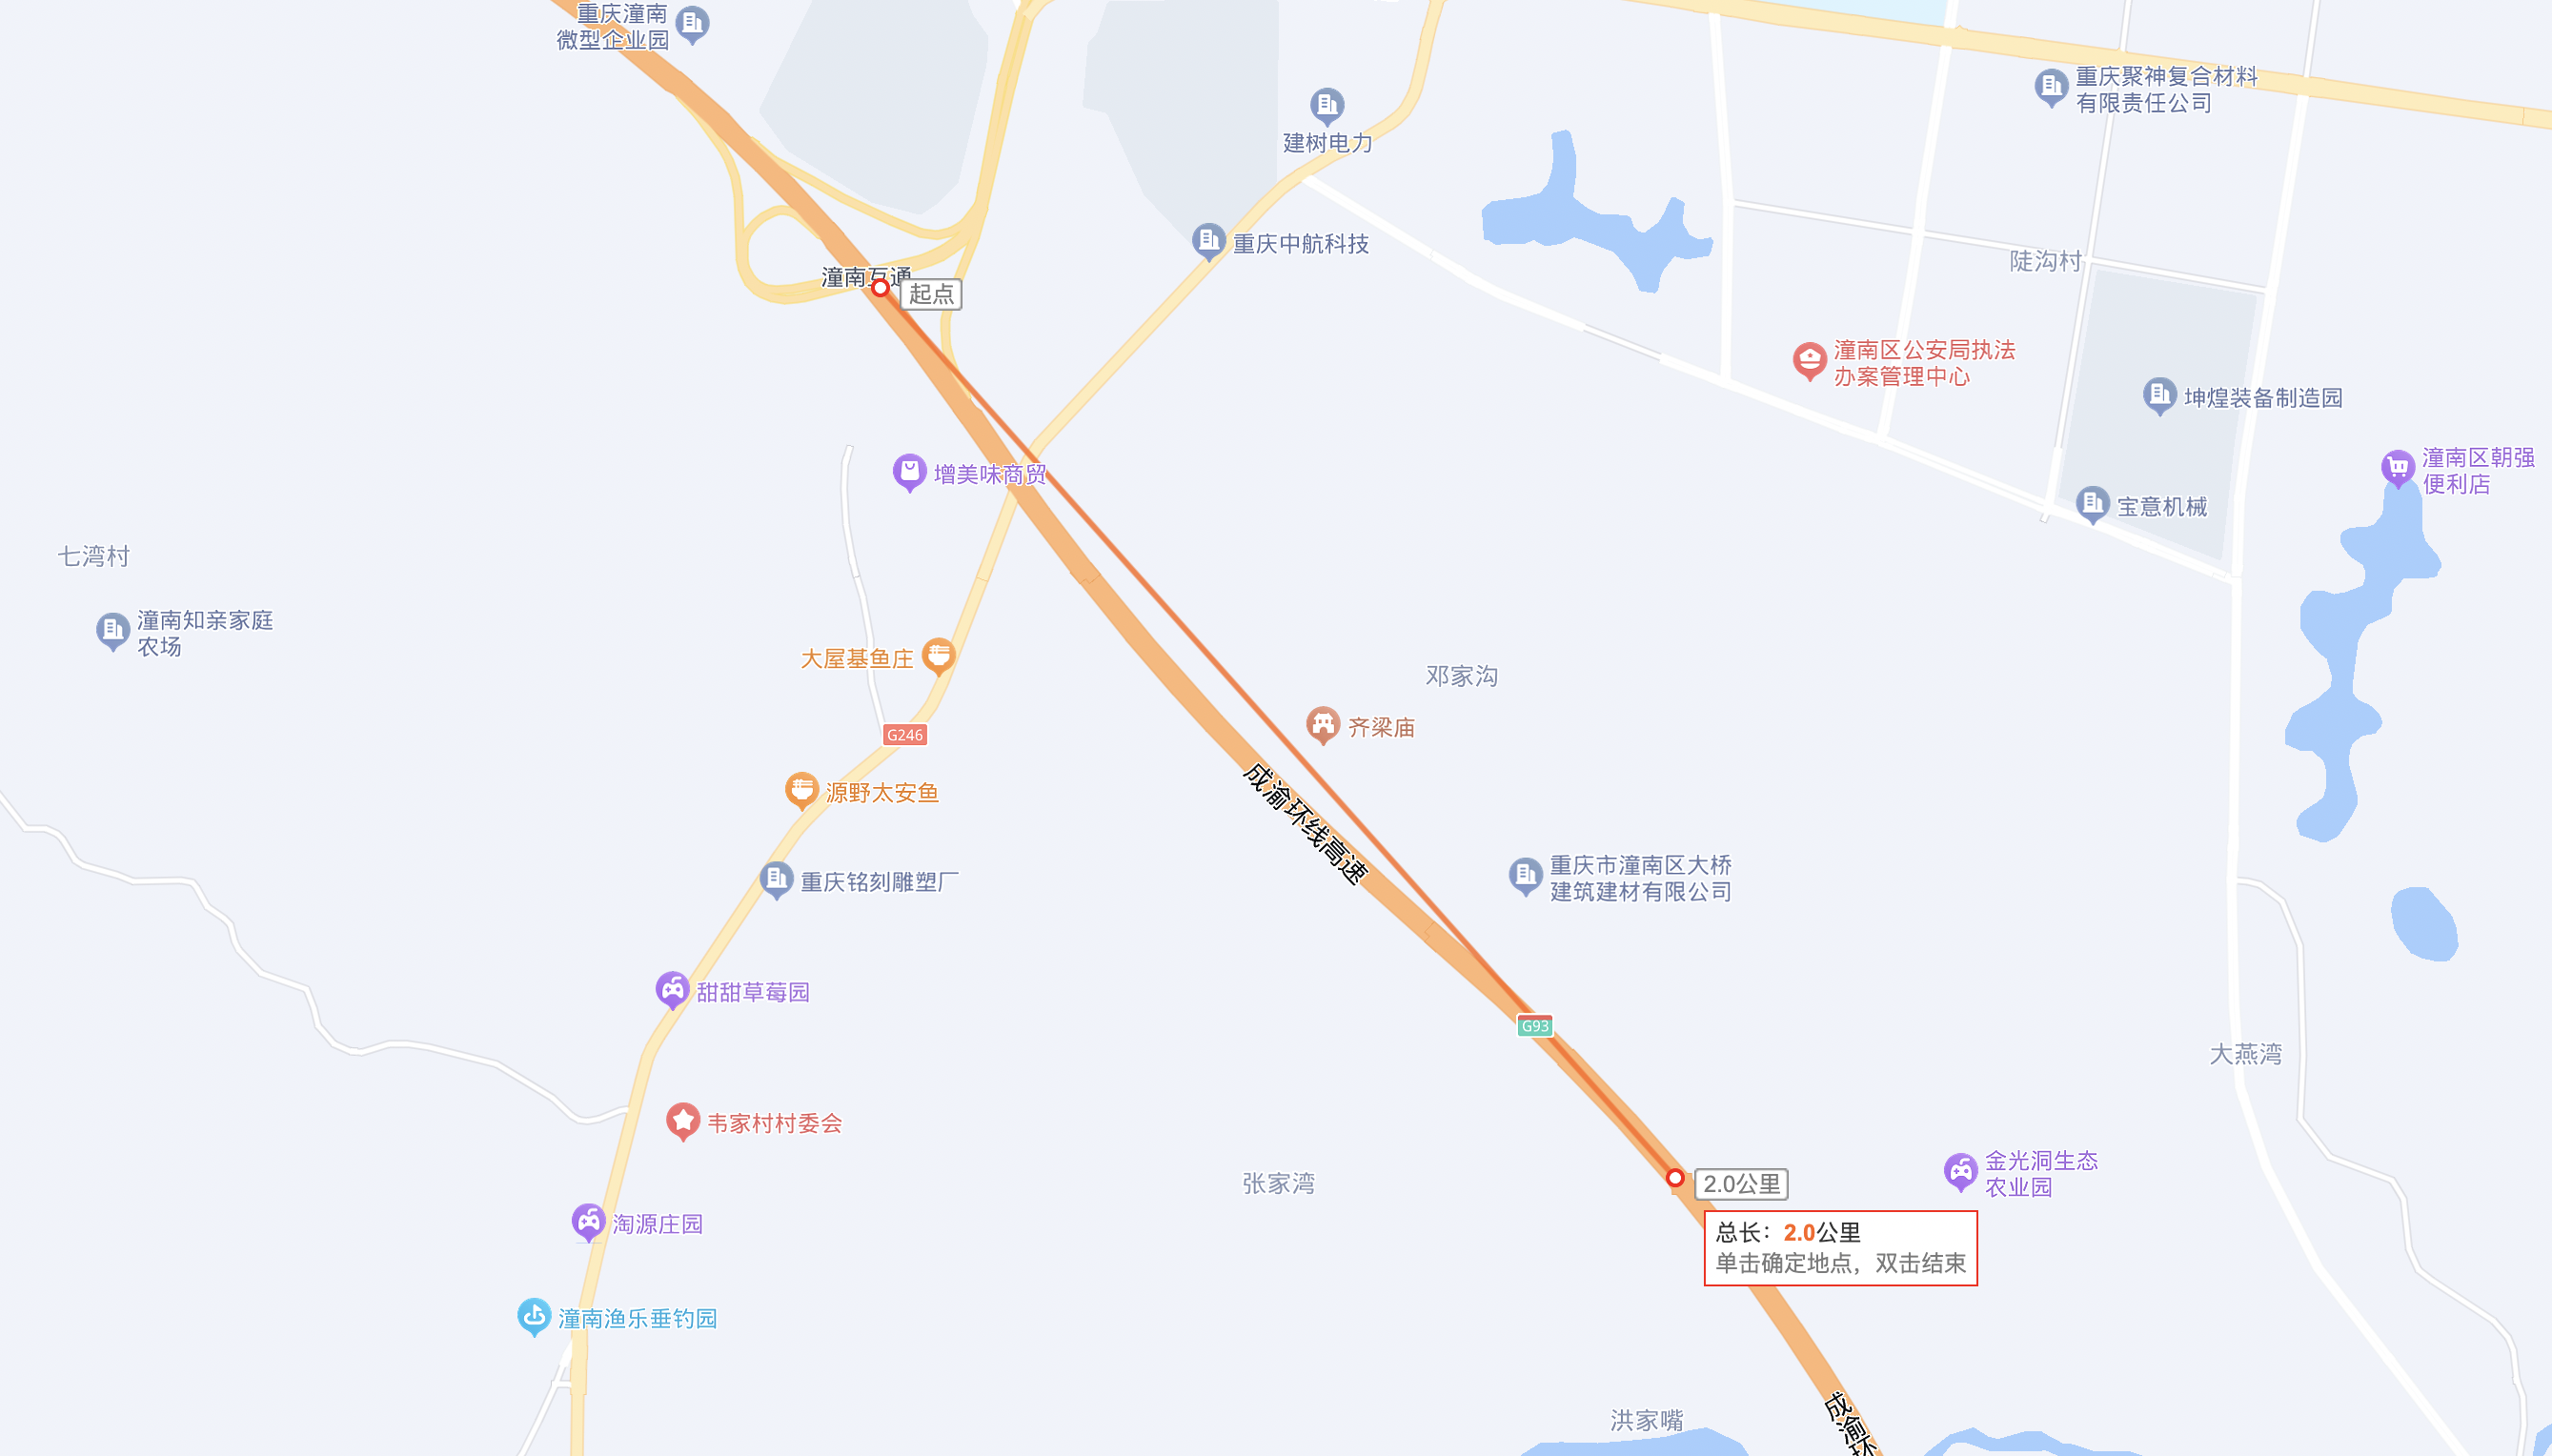 重庆潼南
微型企业园
重庆聚神复合材料
有限责任公司
建树电力
重庆中航科技
陡沟村
潼南互通
起点
潼南区公安局执法
办案管理中心
坤煌装备制造园
潼南区朝强
便利店
增美味商贸
宝意机械
七湾村
潼南知亲家庭
农场
大屋基鱼庄
邓家沟
齐梁庙
G246
源野太安鱼
成渝环线高速
重庆铭刻雕塑厂
重庆市潼南区大桥
建筑建材有限公司
甜甜草莓园
G93
大燕湾
韦家村村委会
张家湾
2.0公里
金光洞生态
农业园
淘源庄园
总长：2.0公里
单击确定地点，双击结束
潼南渔乐垂钓园
洪家嘴
成渝环